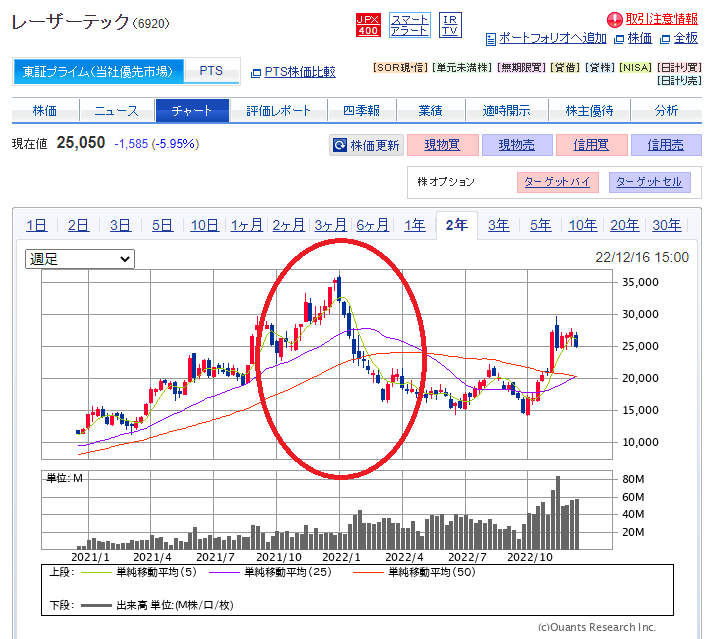 レーザーテック(6920)
JPX
400
スマート
アラート
IR
TV
取引注意情報
ポートフォリオへ追加 株価 全板
東証プライム(当社優先市場) PTS PTS株価比較
[SOR現・信] [単元未満株] [無期限買] [貸借] [貸株] [NISA] [日計り買]
[日計り売]
株価 ニュース チャート 評価レポート 四季報 業績 適時開示 株主優待 分析
現在値 25,050 -1,585 (-5.95%) 株価更新 現物買 現物売 信用買 信用売
株オプション ターゲットバイ ターゲットセル
1日 2日 3日 5日 10日 1ヶ月 2ヶ月 3ヶ月 6ヶ月 1年 2年 3年 5年 10年 20年 30年
週足 22/12/16 15:00
35,000
30,000
25,000
20,000
15,000
10,000
単位: M
80M
60M
40M
20M
2021/1 2021/4 2021/7 2021/10 2022/1 2022/4 2022/7 2022/10
上段: 単純移動平均(5) 単純移動平均(25) 単純移動平均(50)
下段: 出来高 単位:(M株/口/枚)
(c)Quants Research Inc.